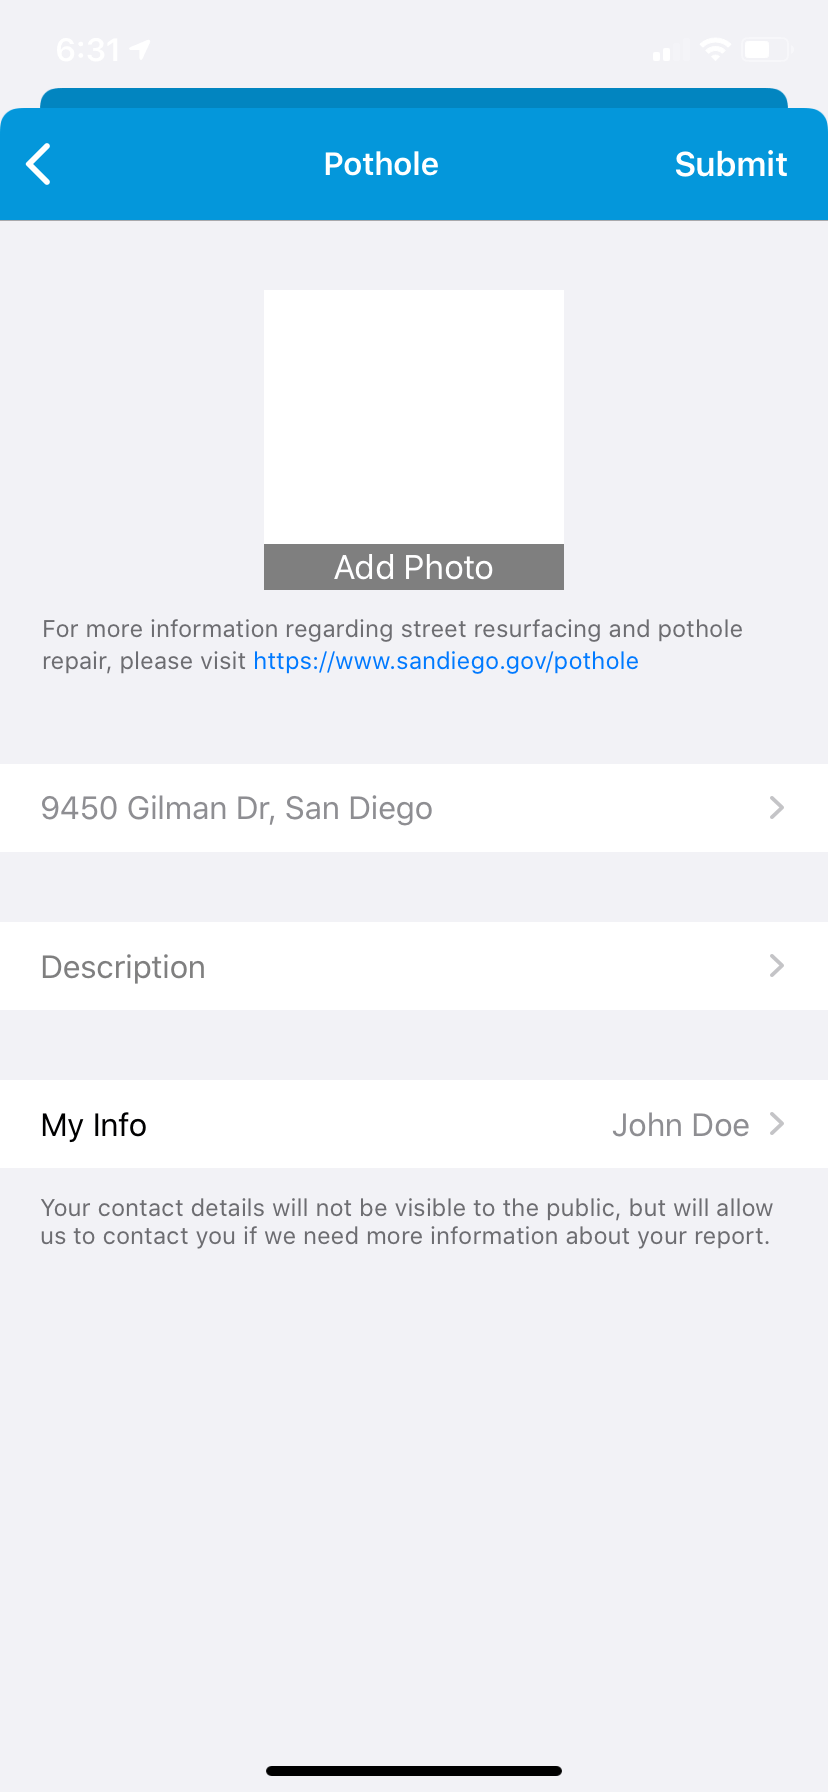 6:31
Pothole
Submit
Add Photo
For more information regarding street resurfacing and pothole
repair, please visit https://www.sandiego.gov/pothole
9450 Gilman Dr, San Diego
Description
My Info
John Doe
Your contact details will not be visible to the public, but will allow
us to contact you if we need more information about your report.